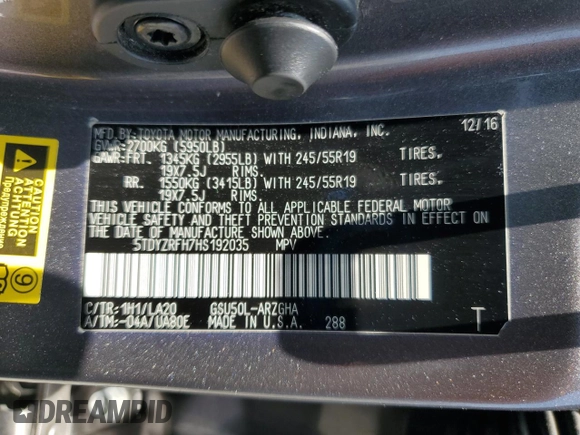 MFD. BY: TOYOTA MOTOR MANUFACTURING, INDIANA, INC. 12/16
GVWR: 2700KG (5950LB)
GAWR: FRT. 1345KG (2955LB) WITH 245/55R19 TIRES.
19X7.5J RIMS.
RR. 1550KG (3415LB) WITH 245/55R19 TIRES.
19X7.5J RIMS.
THIS VEHICLE CONFORMS TO ALL APPLICABLE FEDERAL MOTOR
VEHICLE SAFETY AND THEFT PREVENTION STANDARDS IN EFFECT ON
THE DATE OF MANUFACTURE SHOWN ABOVE.
5TDYZRFH7HS192035 MPV
C/TR: 1H1/LA20 GSU50L-ARZGHA
A/TM: -04A/UA80E MADE IN U.S.A. 288 T
ATTENTION
ACHTUNG
9
DREAMBID